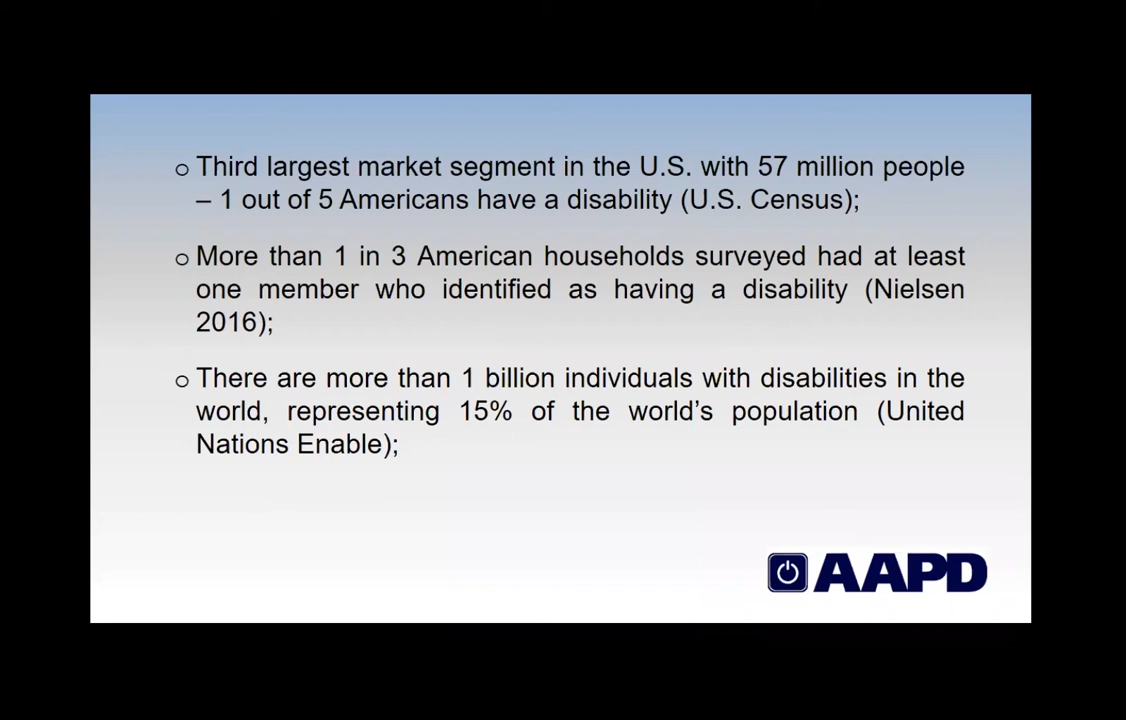 ○ Third largest market segment in the U.S. with 57 million people
– 1 out of 5 Americans have a disability (U.S. Census);
○ More than 1 in 3 American households surveyed had at least
one member who identified as having a disability (Nielsen
2016);
○ There are more than 1 billion individuals with disabilities in the
world, representing 15% of the world’s population (United
Nations Enable);
AAPD